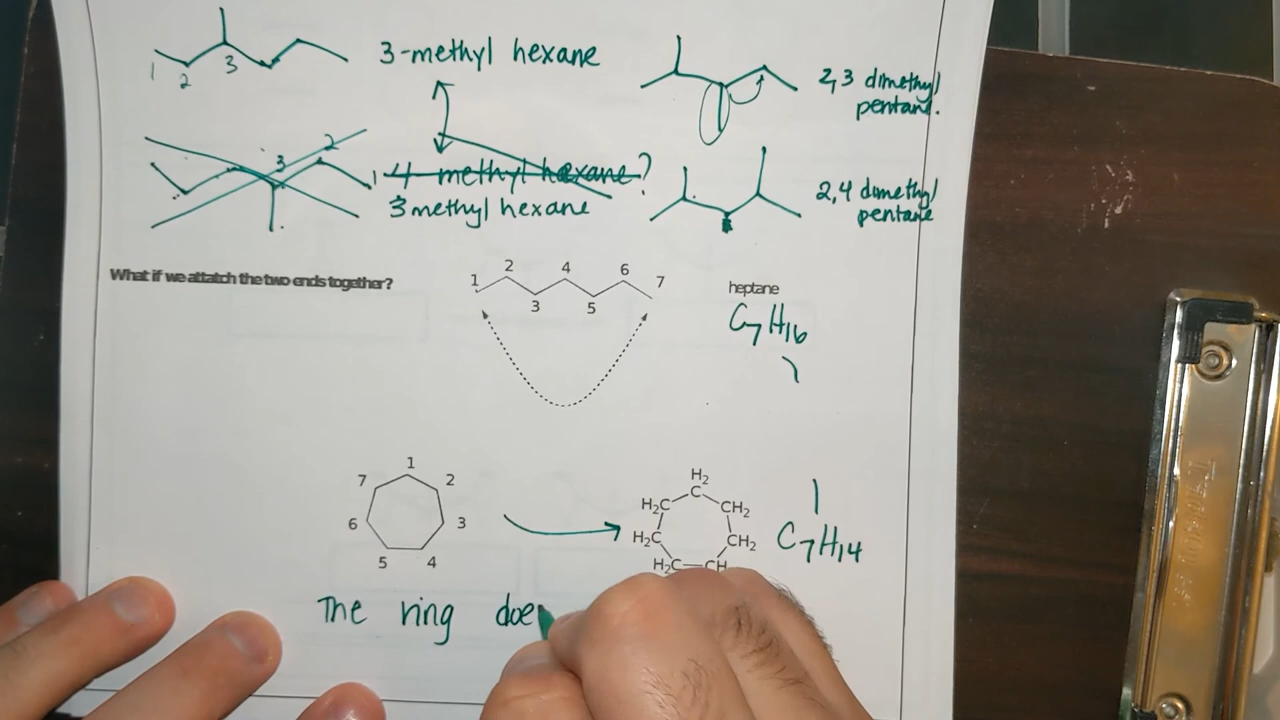 1 2 3
3-methyl hexane
2,3 dimethyl
pentane.
3 2 1
4 methyl hexane?
3 methyl hexane
2,4 dimethyl
pentane
What if we attatch the two ends together?
1 2 3 4 5 6 7
heptane
C7H16
1 2 3 4 5 6 7
H2
C
H2C CH2
H2C CH2
H2C CH
C7H14
The ring doe